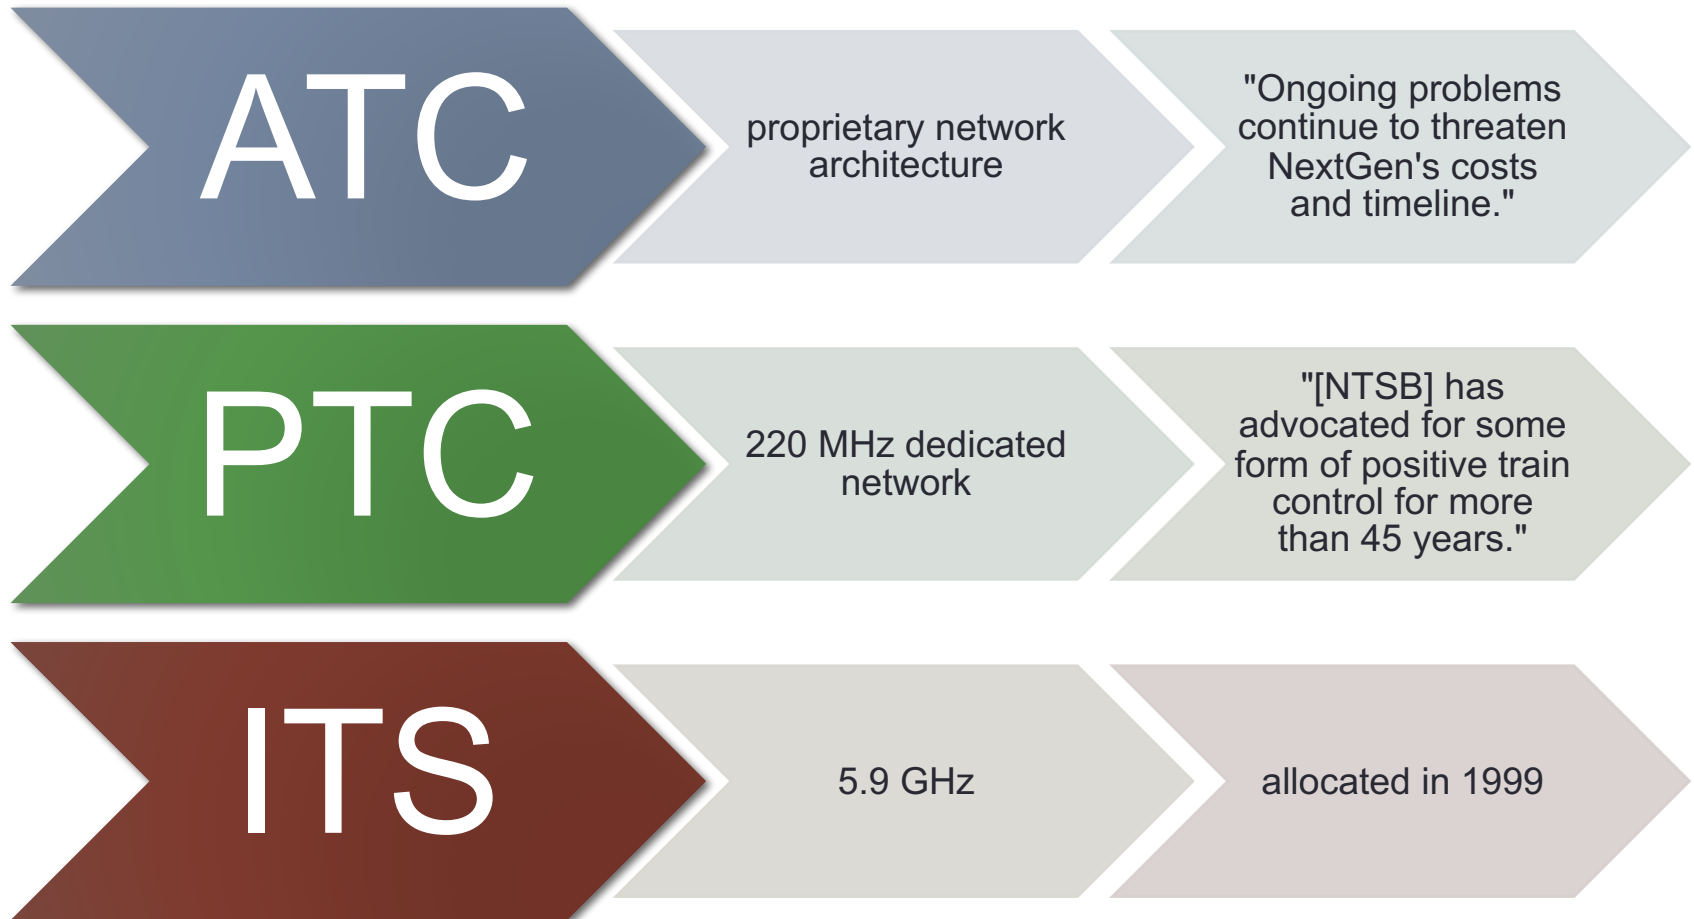 ATC
proprietary network
architecture
"Ongoing problems
continue to threaten
NextGen's costs
and timeline."
PTC
220 MHz dedicated
network
"[NTSB] has
advocated for some
form of positive train
control for more
than 45 years."
ITS
5.9 GHz
allocated in 1999